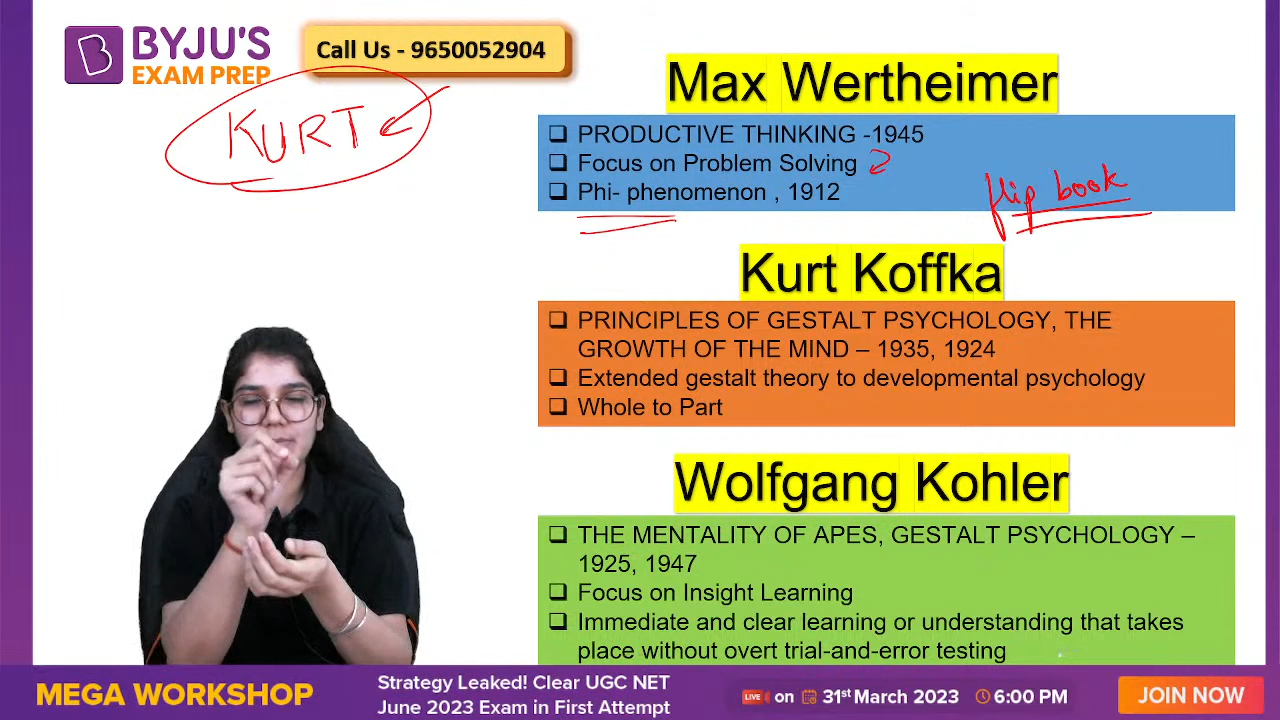 BYJU'S
EXAM PREP
Call Us - 9650052904
KURT
Max Wertheimer
❑ PRODUCTIVE THINKING -1945
❑ Focus on Problem Solving
❑ Phi- phenomenon , 1912
flip book
Kurt Koffka
❑ PRINCIPLES OF GESTALT PSYCHOLOGY, THE
GROWTH OF THE MIND – 1935, 1924
❑ Extended gestalt theory to developmental psychology
❑ Whole to Part
Wolfgang Kohler
❑ THE MENTALITY OF APES, GESTALT PSYCHOLOGY –
1925, 1947
❑ Focus on Insight Learning
❑ Immediate and clear learning or understanding that takes
place without overt trial-and-error testing
MEGA WORKSHOP
Strategy Leaked! Clear UGC NET
June 2023 Exam in First Attempt
LIVE on 31st March 2023 6:00 PM
JOIN NOW